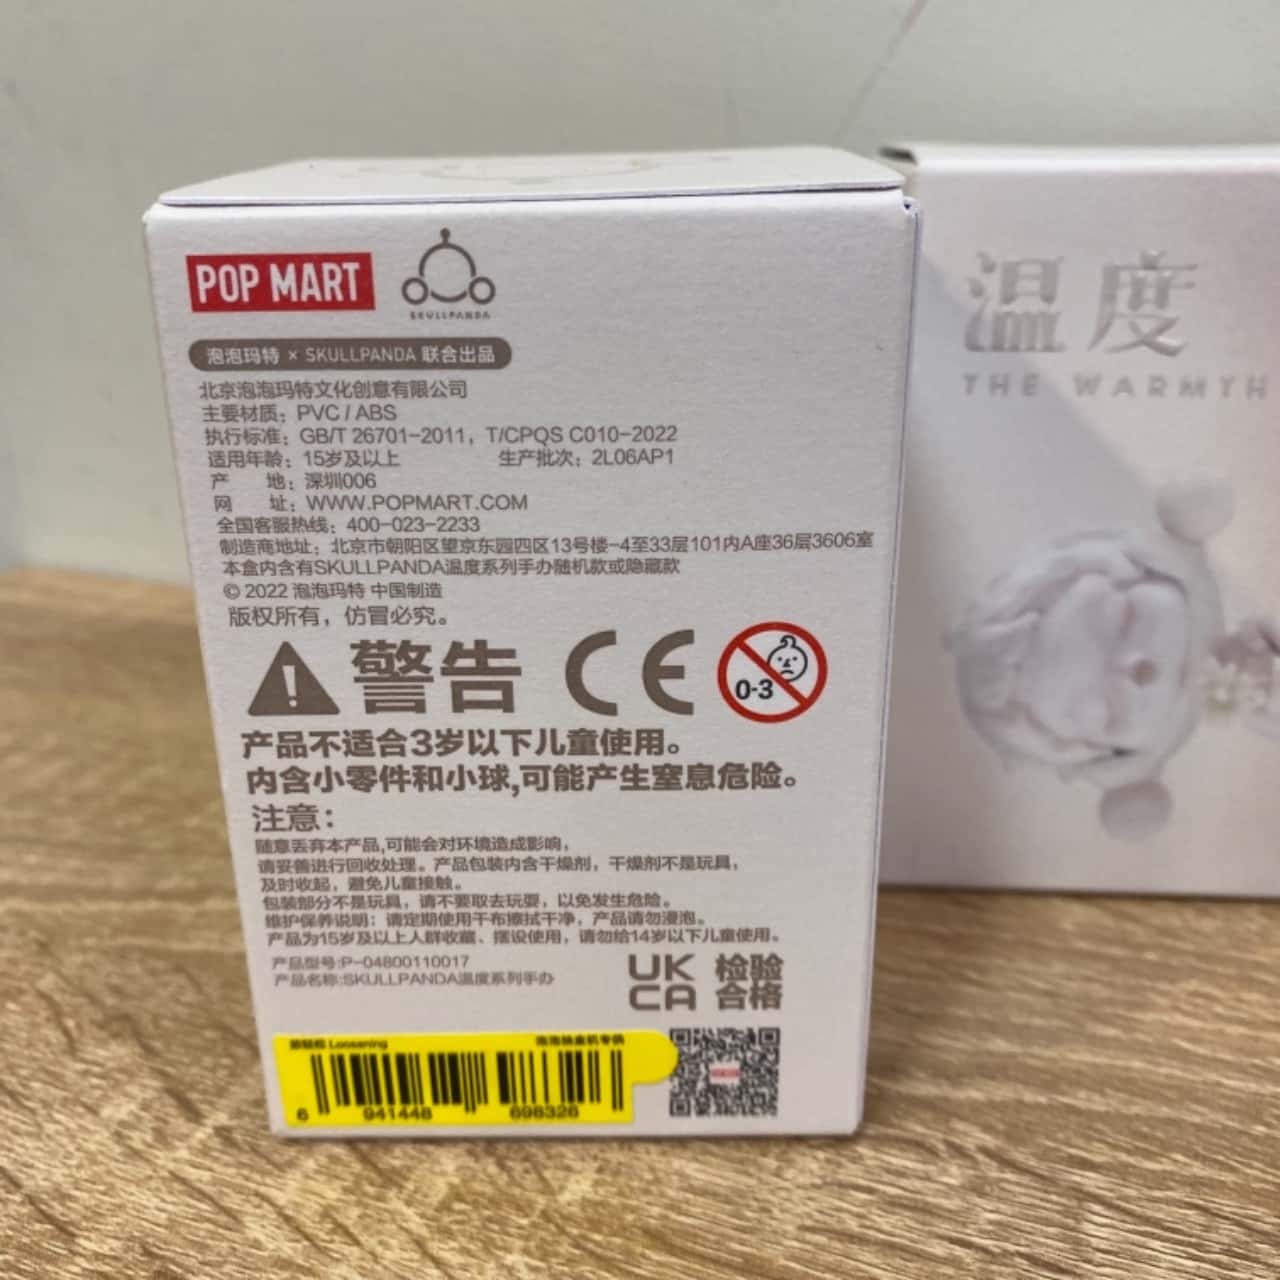 POP MART
SKULLPANDA
泡泡玛特 × SKULLPANDA 联合出品
北京泡泡玛特文化创意有限公司
主要材质：PVC / ABS
执行标准：GB/T 26701-2011，T/CPQS C010-2022
适用年龄：15岁及以上 生产批次：2L06AP1
产 地：深圳006
网 址：WWW.POPMART.COM
全国客服热线：400-023-2233
制造商地址：北京市朝阳区望京东园四区13号楼-4至33层101内A座36层3606室
本盒内含有SKULLPANDA温度系列手办随机款或隐藏款
© 2022 泡泡玛特 中国制造
版权所有，仿冒必究。
警告 CE 0-3
产品不适合3岁以下儿童使用。
内含小零件和小球,可能产生窒息危险。
注意：
随意丢弃本产品,可能会对环境造成影响，
请妥善进行回收处理。产品包装内含干燥剂，干燥剂不是玩具，
及时收起，避免儿童接触。
包装部分不是玩具，请不要取去玩耍，以免发生危险。
维护保养说明：请定期使用干布擦拭干净，产品请勿浸泡。
产品为15岁及以上人群收藏、摆设使用，请勿给14岁以下儿童使用。
产品型号:P-04800110017
产品名称:SKULLPANDA温度系列手办
UK CA 检验合格
Loosening
6 941448 698326
温度
THE WARMTH